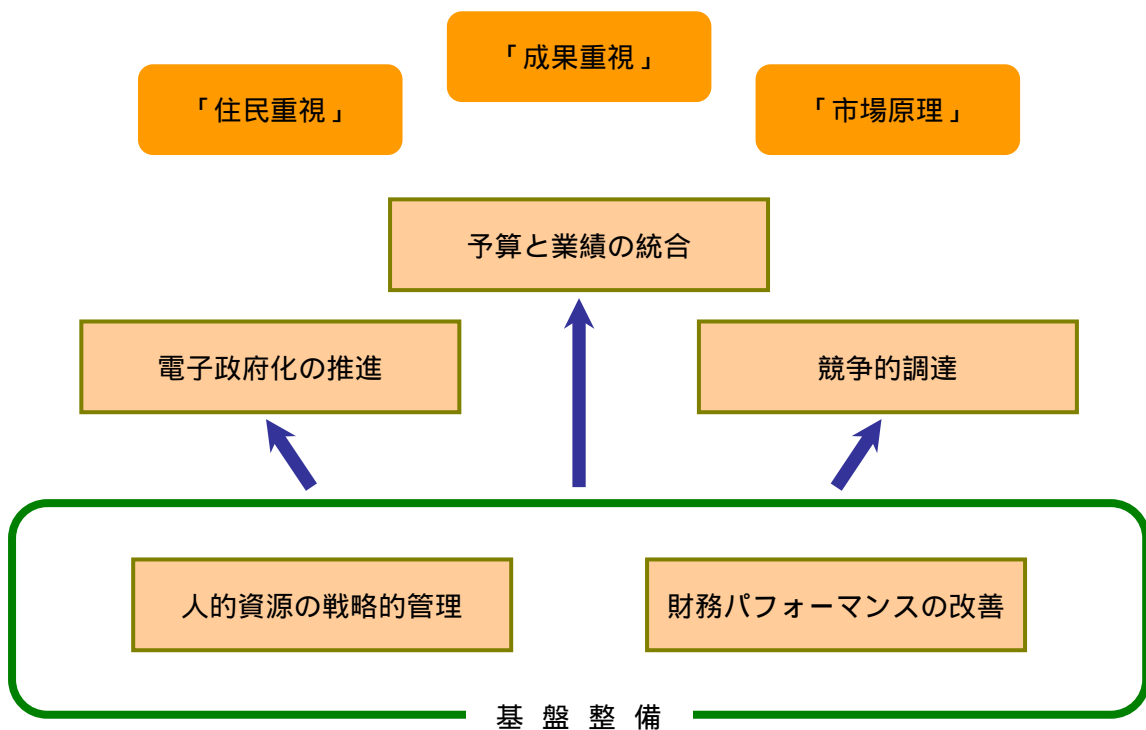 「成果重視」
「住民重視」
「市場原理」
予算と業績の統合
電子政府化の推進
競争的調達
人的資源の戦略的管理
財務パフォーマンスの改善
基盤整備